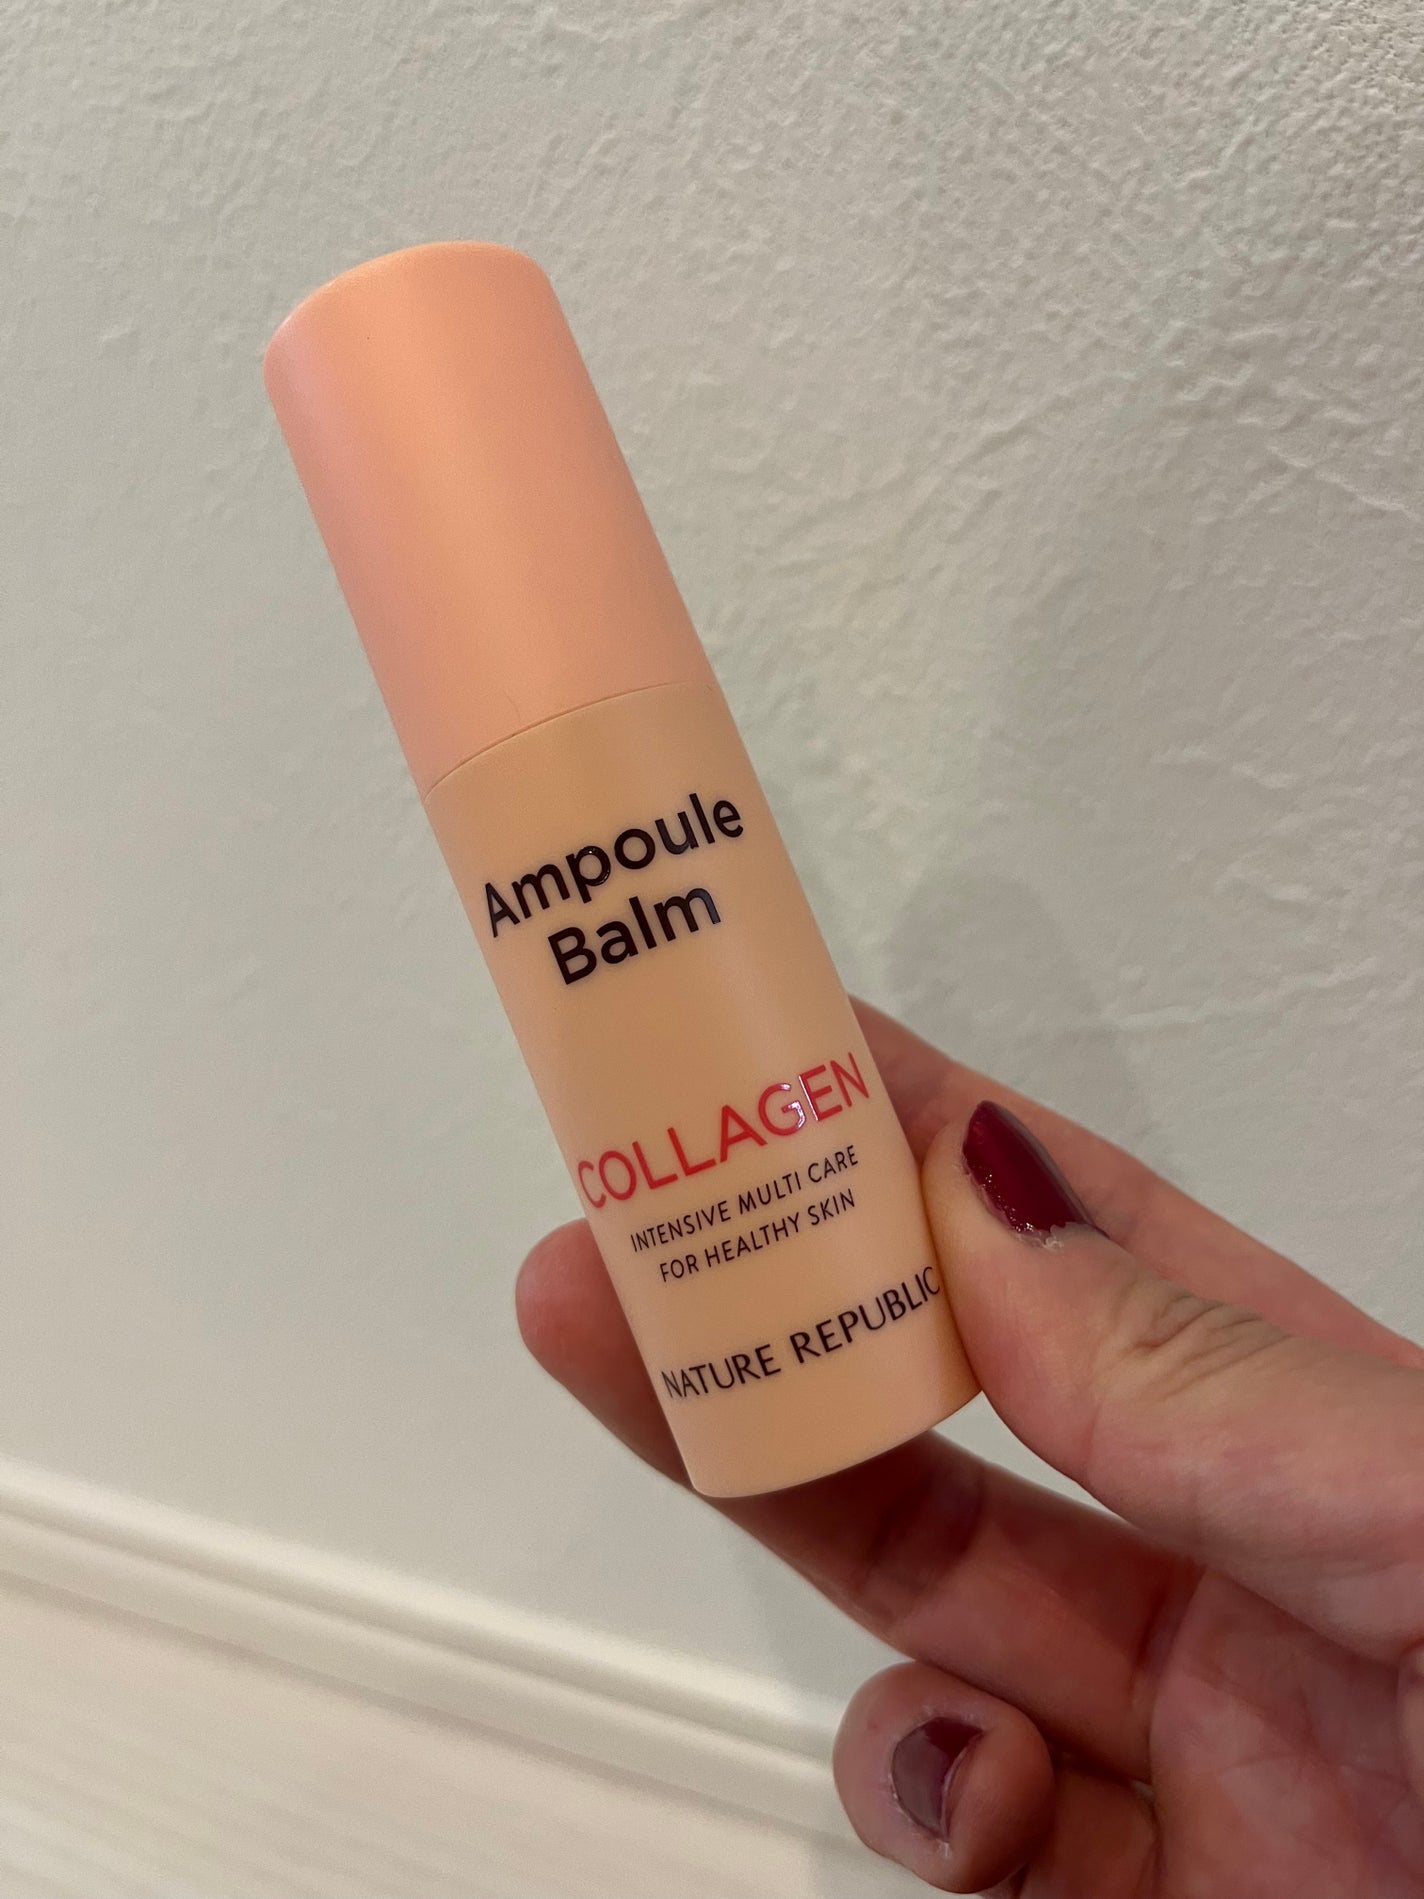 Ampoule
Balm
COLLAGEN
INTENSIVE MULTI CARE
FOR HEALTHY SKIN
NATURE REPUBLIC